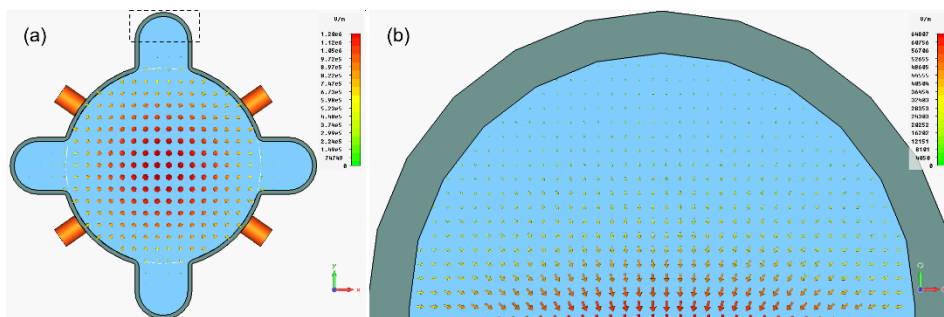 (a)
V/m
1.20e6
1.12e6
1.05e6
9.72e5
8.97e5
8.22e5
7.47e5
6.73e5
5.98e5
5.23e5
4.48e5
3.74e5
2.99e5
2.24e5
1.49e5
74749
0
y
x
(b)
V/m
64807
60756
56706
52655
48605
44555
40504
36454
32403
28353
24303
20252
16202
12151
8101
4050
0